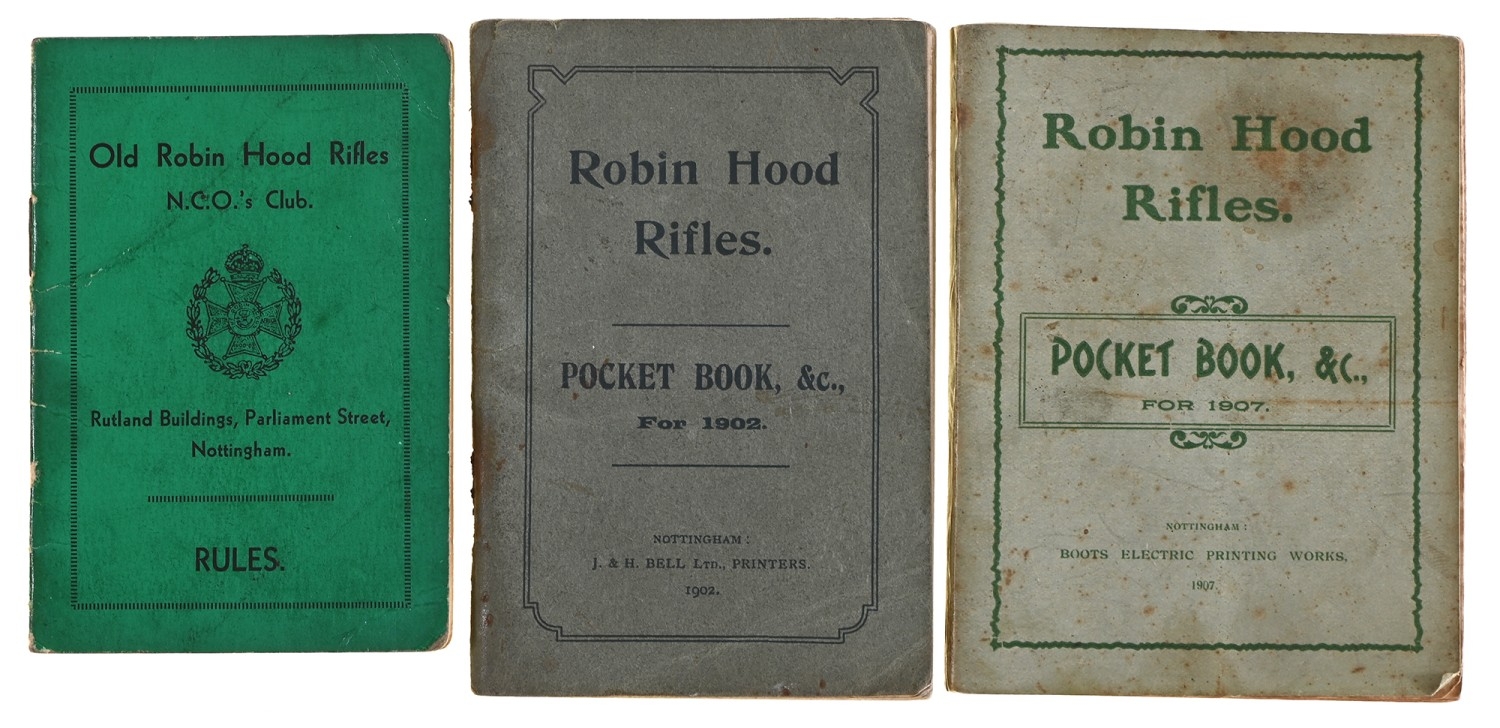 Old Robin Hood Rifles
N.C.O.'s Club.
Rutland Buildings, Parliament Street,
Nottingham.
RULES.
Robin Hood
Rifles.
POCKET BOOK, &c.,
For 1902.
NOTTINGHAM:
J. & H. BELL LTD., PRINTERS.
1902.
Robin Hood
Rifles.
POCKET BOOK, &c.,
FOR 1907.
NOTTINGHAM:
BOOTS ELECTRIC PRINTING WORKS,
1907.